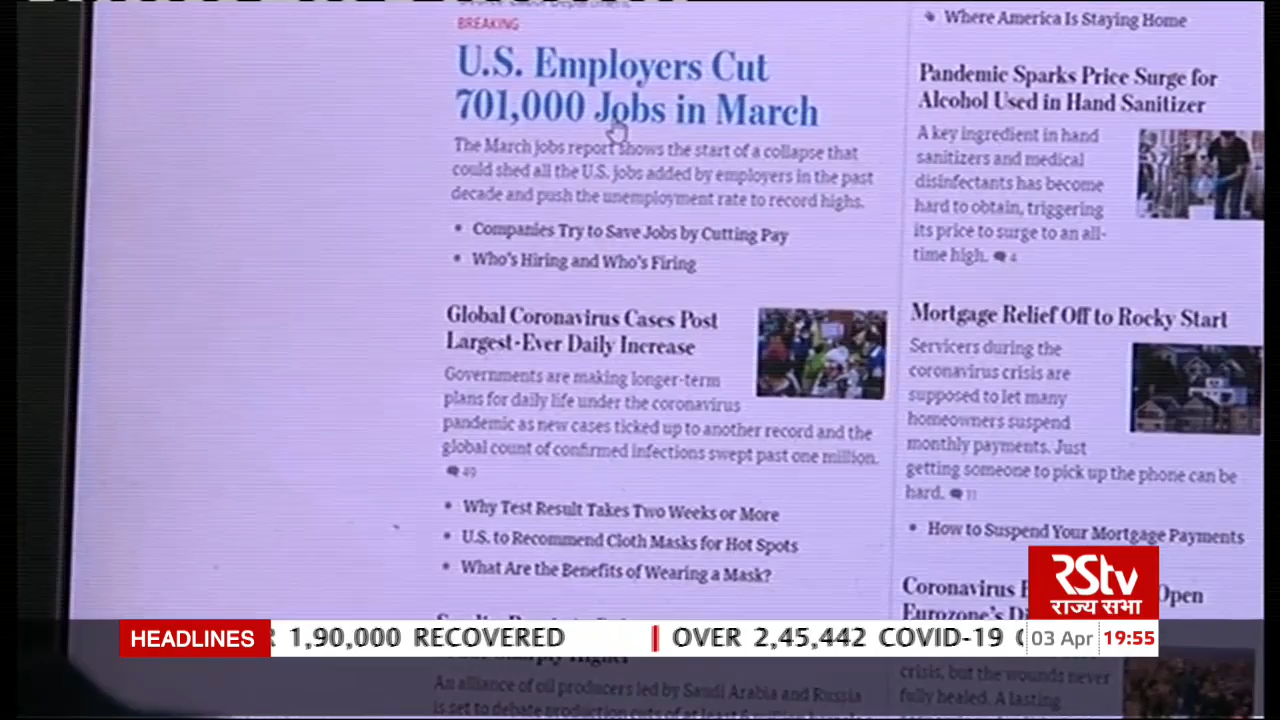 BREAKING
U.S. Employers Cut
701,000 Jobs in March
The March jobs report shows the start of a collapse that
could shed all the U.S. jobs added by employers in the past
decade and push the unemployment rate to record highs.
• Companies Try to Save Jobs by Cutting Pay
• Who's Hiring and Who's Firing
Global Coronavirus Cases Post
Largest-Ever Daily Increase
Governments are making longer-term
plans for daily life under the coronavirus
pandemic as new cases ticked up to another record and the
global count of confirmed infections swept past one million.
49
• Why Test Result Takes Two Weeks or More
• U.S. to Recommend Cloth Masks for Hot Spots
• What Are the Benefits of Wearing a Mask?
An alliance of oil producers led by Saudi Arabia and Russia
is set to debate production cuts of at least
• Where America Is Staying Home
Pandemic Sparks Price Surge for
Alcohol Used in Hand Sanitizer
A key ingredient in hand
sanitizers and medical
disinfectants has become
hard to obtain, triggering
its price to surge to an all-
time high. 4
Mortgage Relief Off to Rocky Start
Servicers during the
coronavirus crisis are
supposed to let many
homeowners suspend
monthly payments. Just
getting someone to pick up the phone can be
hard. 11
• How to Suspend Your Mortgage Payments
Coronavirus Open
Eurozone's
crisis, but the wounds never
fully healed. A lasting
RStv
राज्य सभा
HEADLINES 1,90,000 RECOVERED | OVER 2,45,442 COVID-19 03 Apr 19:55